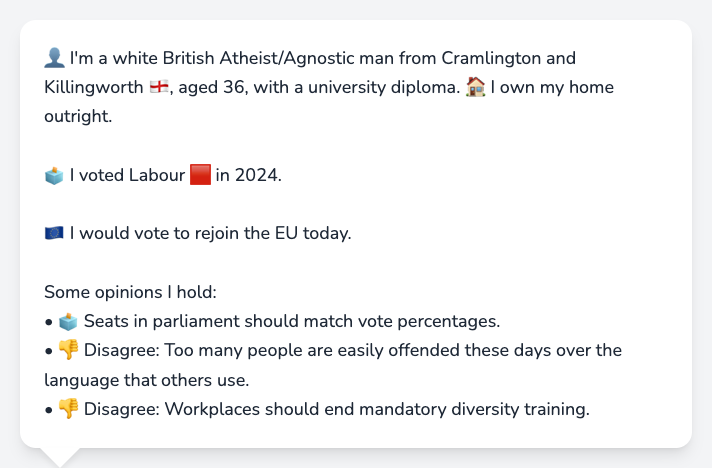 👤 I'm a white British Atheist/Agnostic man from Cramlington and
Killingworth 🏴󠁧󠁢󠁥󠁮󠁧󠁿, aged 36, with a university diploma. 🏠 I own my home
outright.
🗳️ I voted Labour 🟥 in 2024.
🇪🇺 I would vote to rejoin the EU today.
Some opinions I hold:
• 🗳️ Seats in parliament should match vote percentages.
• 👎 Disagree: Too many people are easily offended these days over the
language that others use.
• 👎 Disagree: Workplaces should end mandatory diversity training.